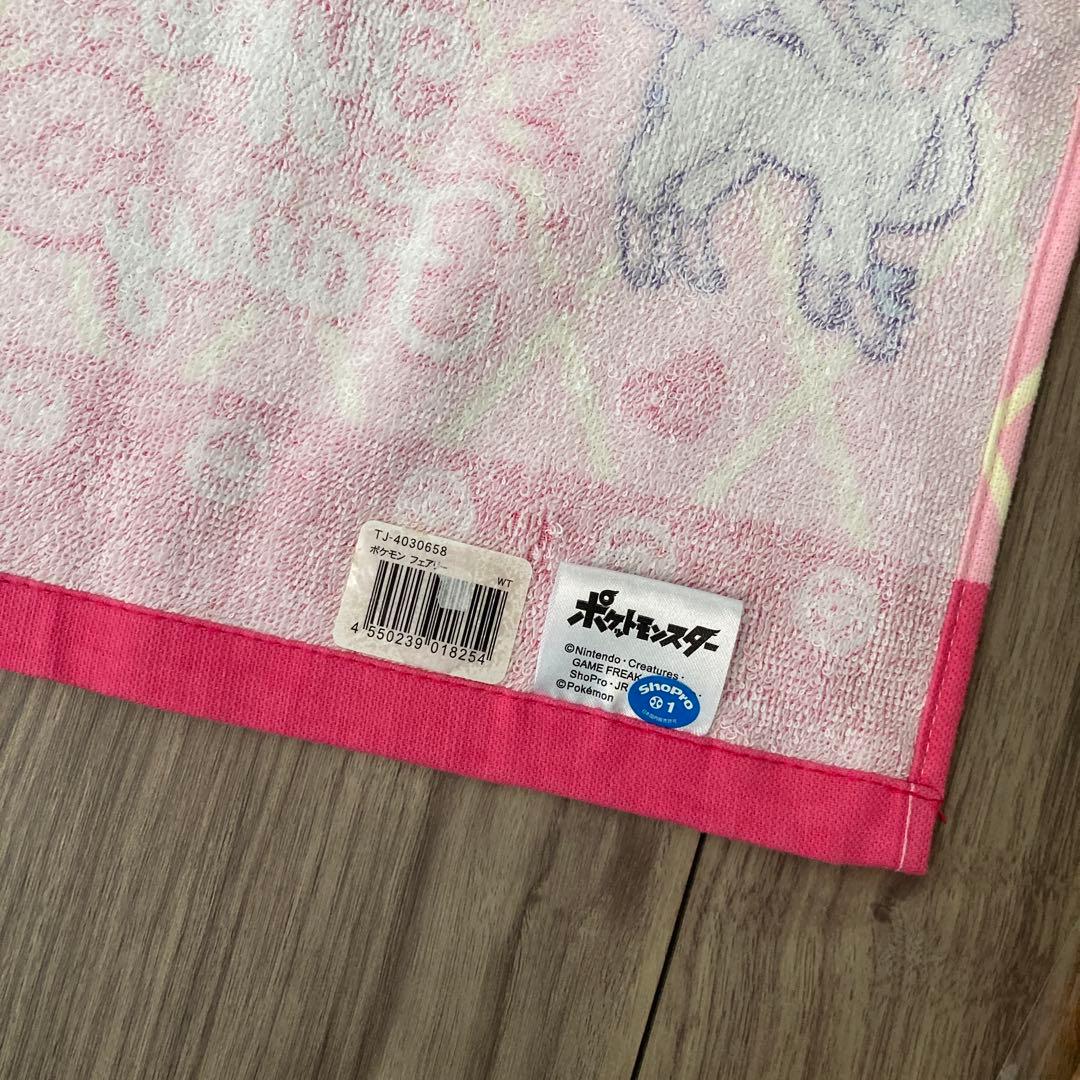 TJ-4030658
ポケモン フェアリー
WT
4 550239 018254
ポケットモンスター
©Nintendo・Creatures・
GAME FREAK
ShoPro・JR
©Pokémon
ShoPro
1